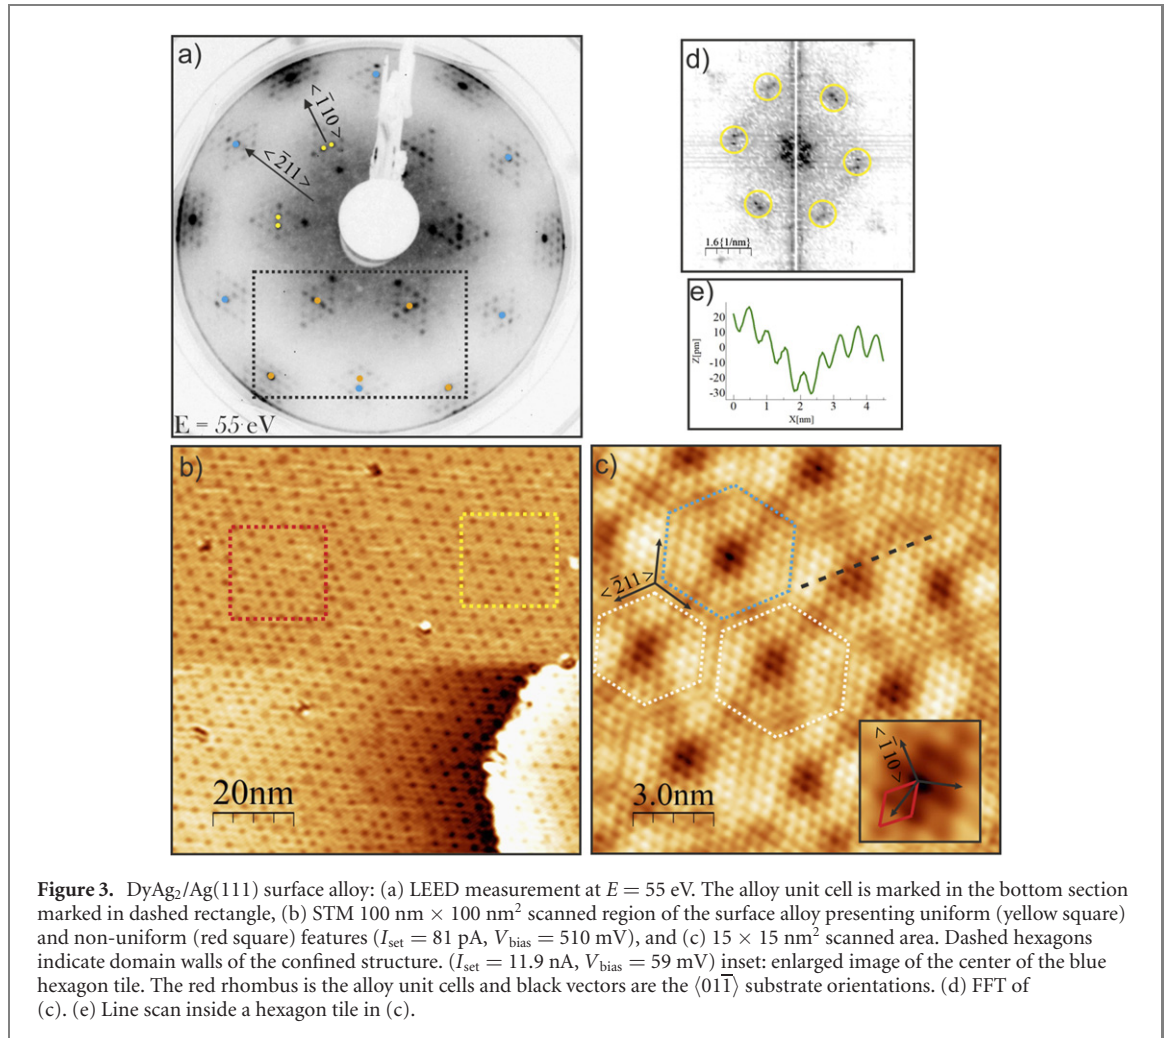 a)
<1̅10>
<2̅11>
E = 55 eV
d)
1.6{1/nm}
e)
Z[pm]
20
10
0
-10
-20
-30
0 1 2 3 4
X[nm]
b)
20nm
c)
<2̅11>
3.0nm
<1̅10>
Figure 3. DyAg₂/Ag(111) surface alloy: (a) LEED measurement at E = 55 eV. The alloy unit cell is marked in the bottom section
marked in dashed rectangle, (b) STM 100 nm × 100 nm² scanned region of the surface alloy presenting uniform (yellow square)
and non-uniform (red square) features (I_set = 81 pA, V_bias = 510 mV), and (c) 15 × 15 nm² scanned area. Dashed hexagons
indicate domain walls of the confined structure. (I_set = 11.9 nA, V_bias = 59 mV) inset: enlarged image of the center of the blue
hexagon tile. The red rhombus is the alloy unit cells and black vectors are the ⟨011̅⟩ substrate orientations. (d) FFT of
(c). (e) Line scan inside a hexagon tile in (c).